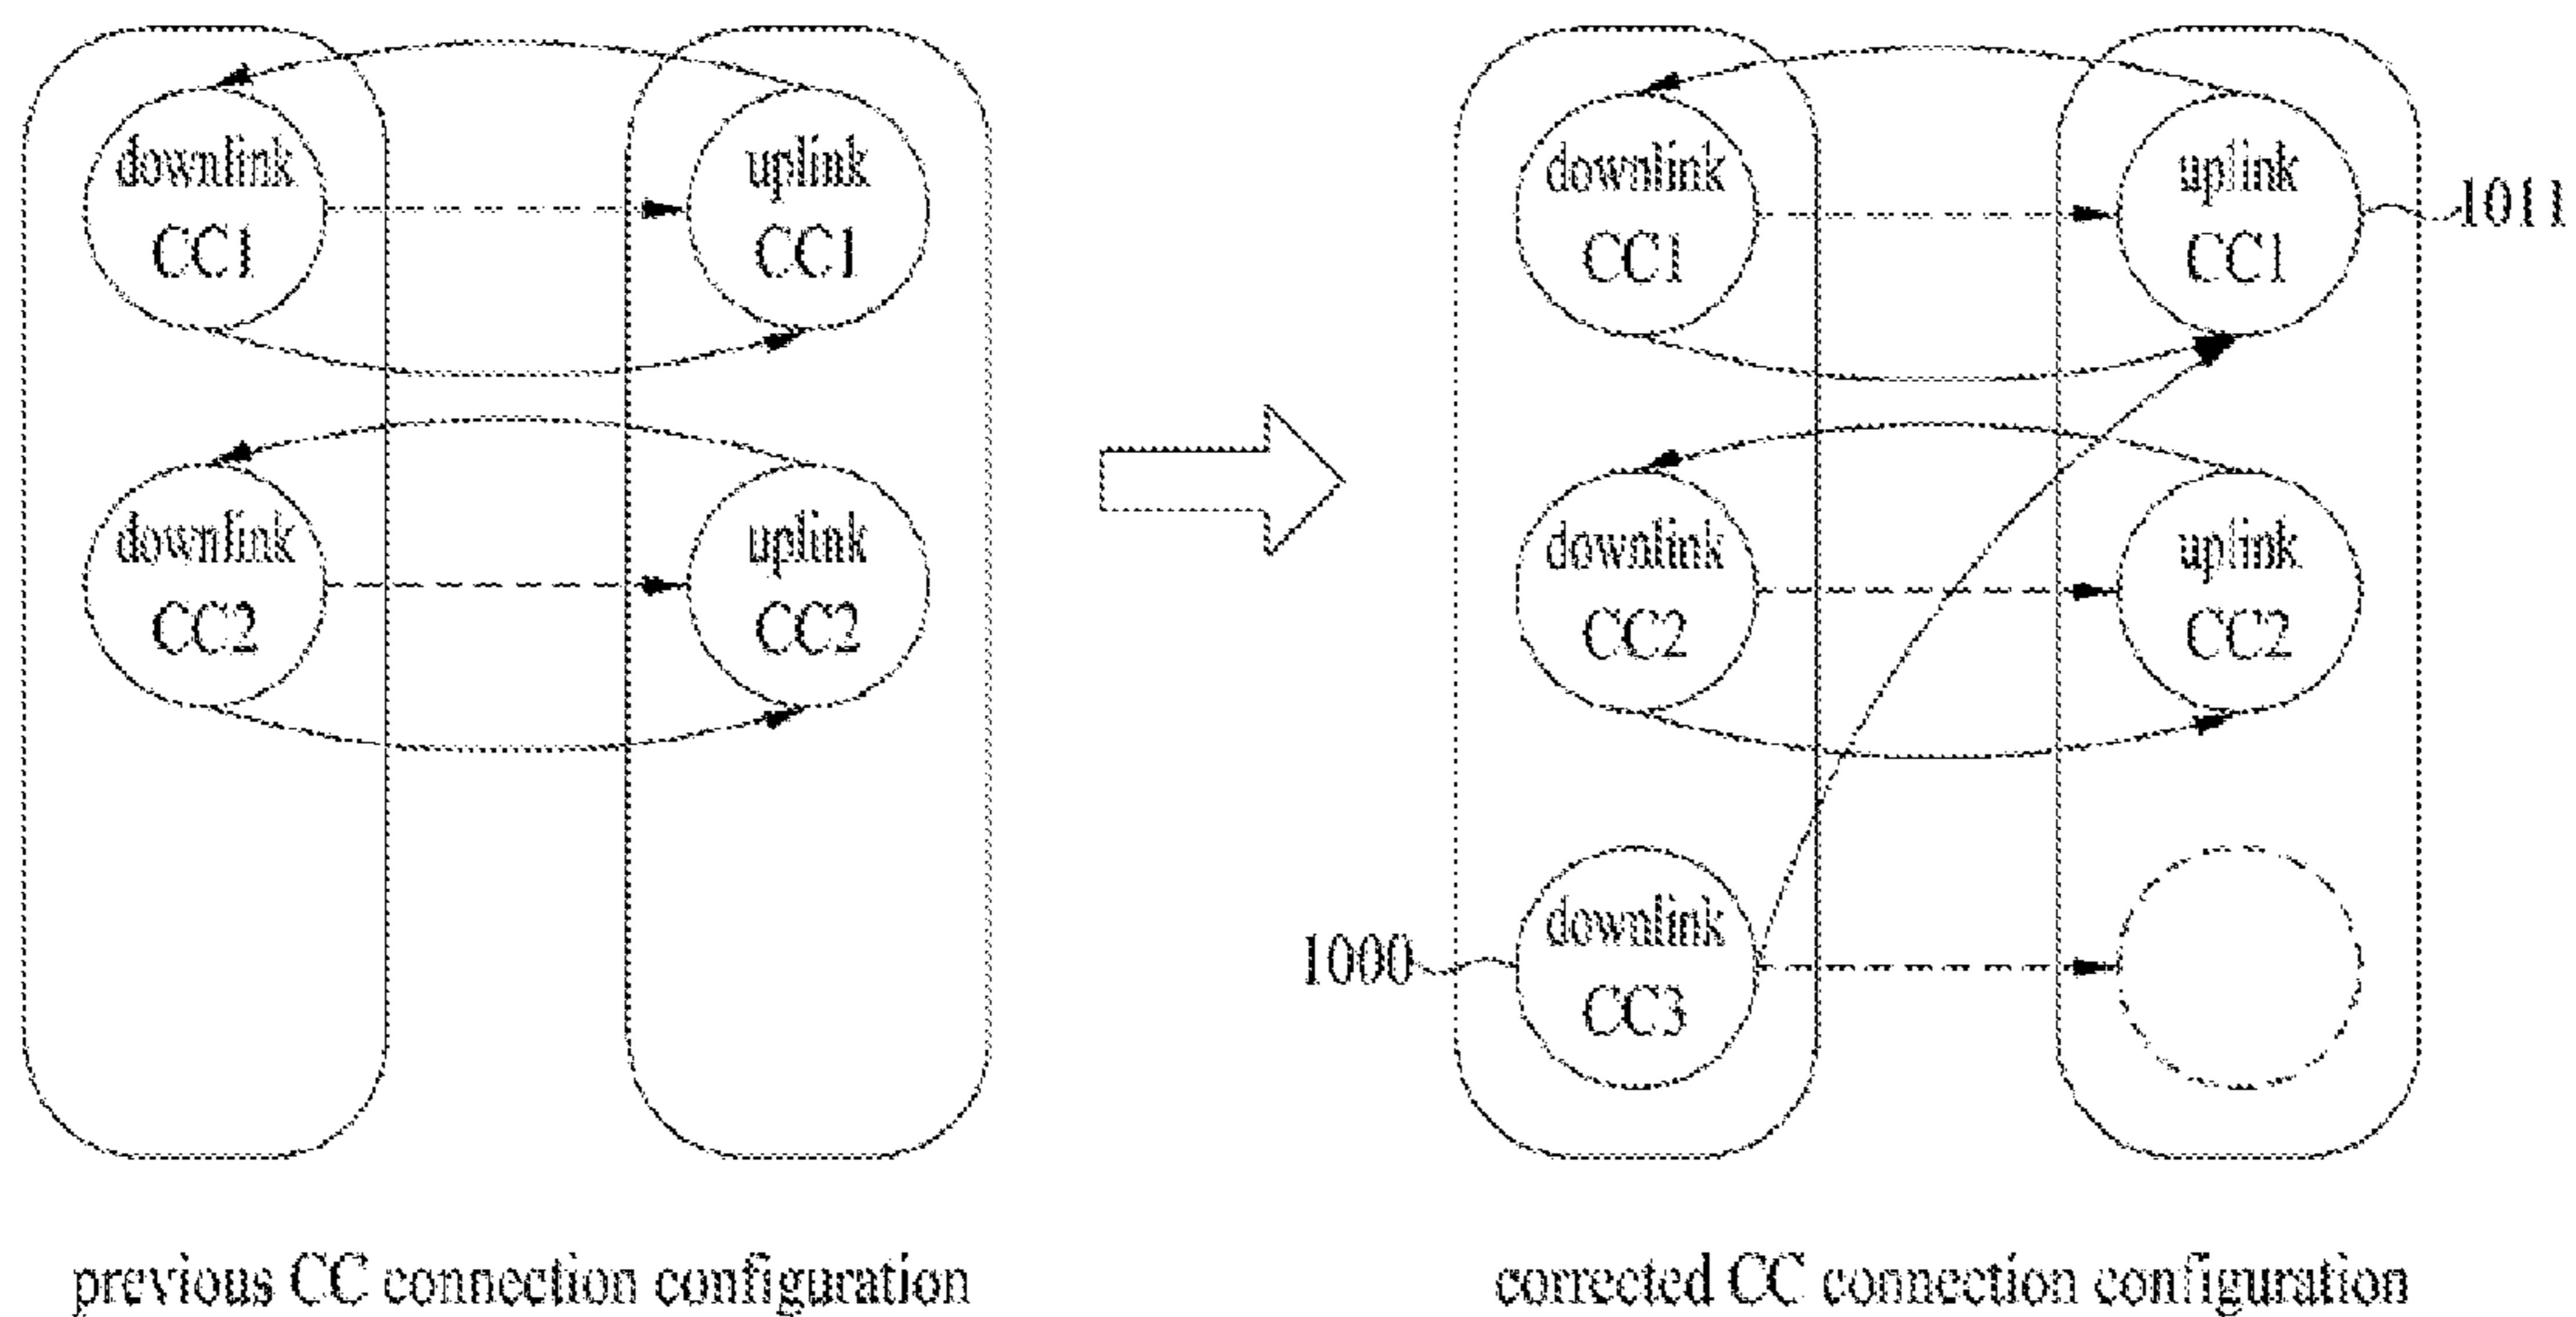 downlink
CC1
uplink
CC1
downlink
CC2
uplink
CC2
previous CC connection configuration
downlink
CC1
uplink
CC1
1011
downlink
CC2
uplink
CC2
1000
downlink
CC3
corrected CC connection configuration